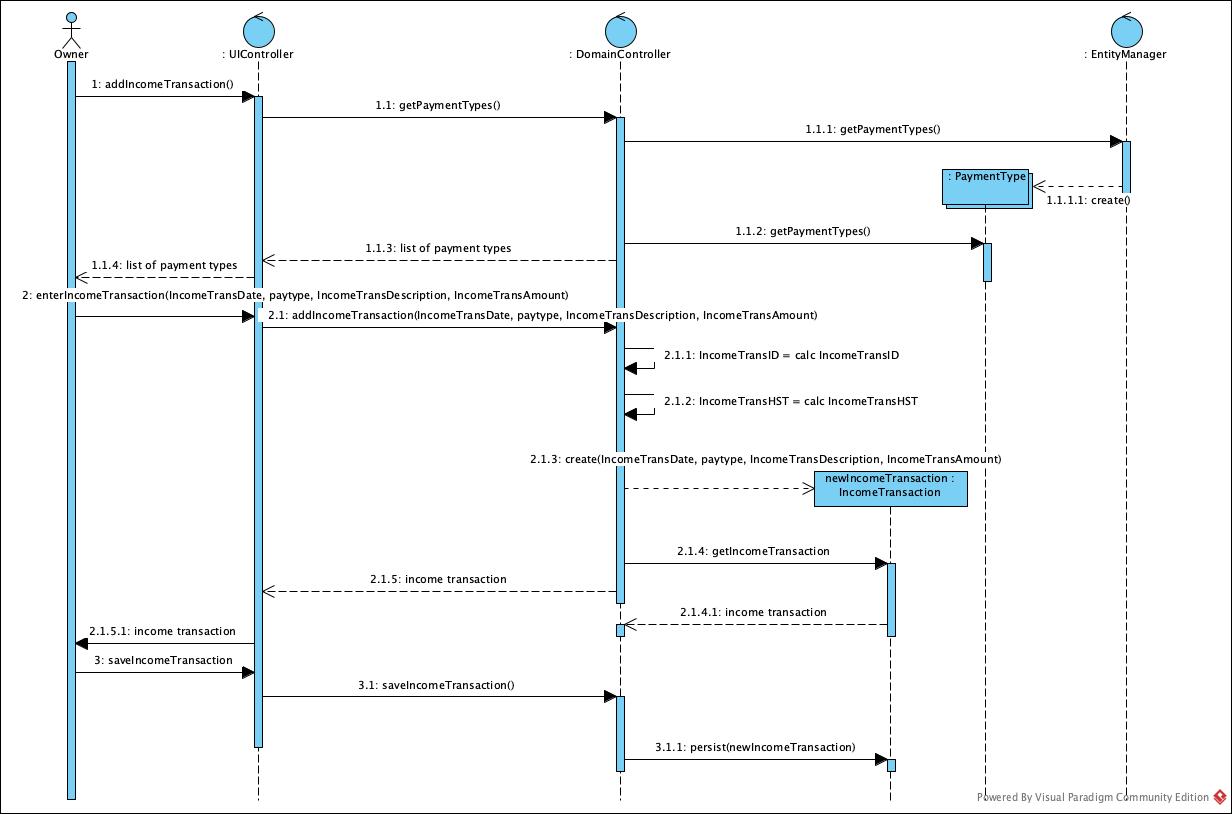 Owner
: UIController
: DomainController
: EntityManager
1: addIncomeTransaction()
1.1: getPaymentTypes()
1.1.1: getPaymentTypes()
: PaymentType
1.1.1.1: create()
1.1.2: getPaymentTypes()
1.1.3: list of payment types
1.1.4: list of payment types
2: enterIncomeTransaction(IncomeTransDate, paytype, IncomeTransDescription, IncomeTransAmount)
2.1: addIncomeTransaction(IncomeTransDate, paytype, IncomeTransDescription, IncomeTransAmount)
2.1.1: IncomeTransID = calc IncomeTransID
2.1.2: IncomeTransHST = calc IncomeTransHST
2.1.3: create(IncomeTransDate, paytype, IncomeTransDescription, IncomeTransAmount)
newIncomeTransaction :
IncomeTransaction
2.1.4: getIncomeTransaction
2.1.5: income transaction
2.1.4.1: income transaction
2.1.5.1: income transaction
3: saveIncomeTransaction
3.1: saveIncomeTransaction()
3.1.1: persist(newIncomeTransaction)
Powered By Visual Paradigm Community Edition